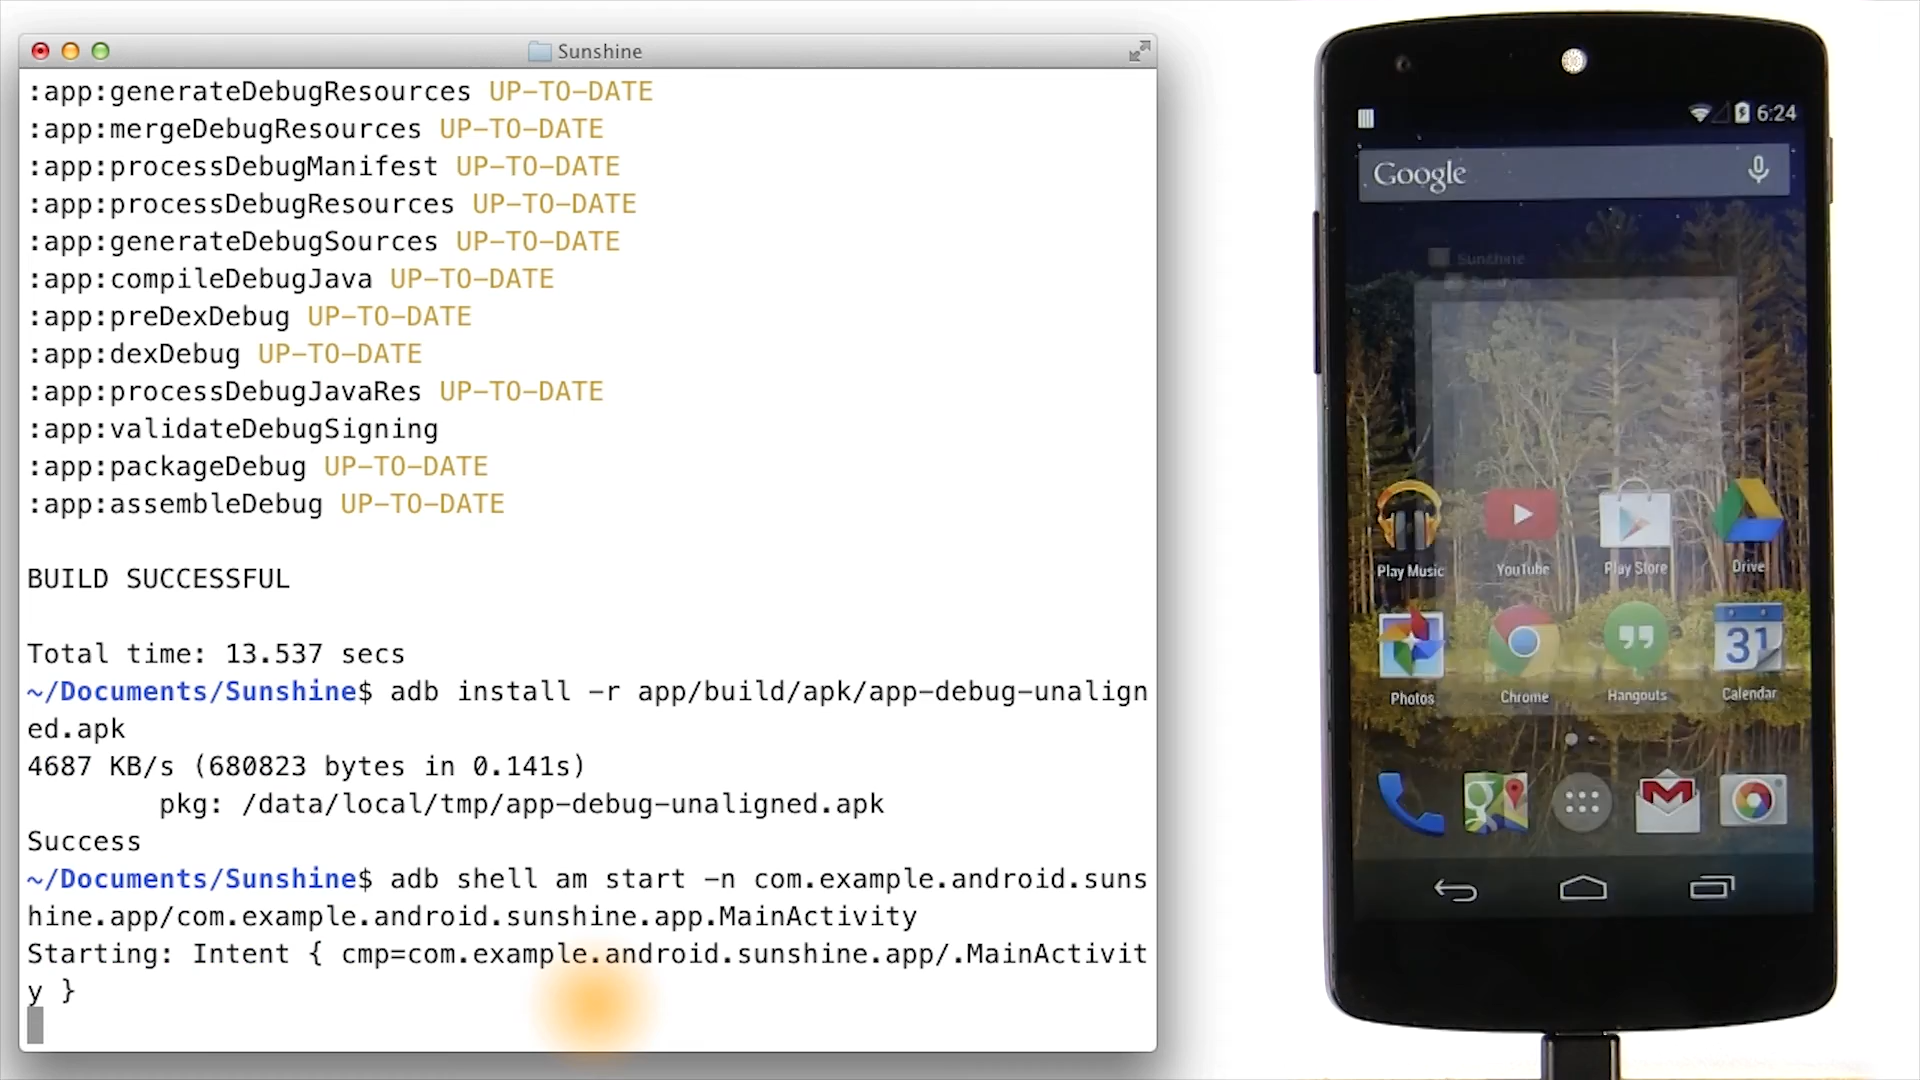 Sunshine
:app:generateDebugResources UP-TO-DATE
:app:mergeDebugResources UP-TO-DATE
:app:processDebugManifest UP-TO-DATE
:app:processDebugResources UP-TO-DATE
:app:generateDebugSources UP-TO-DATE
:app:compileDebugJava UP-TO-DATE
:app:preDexDebug UP-TO-DATE
:app:dexDebug UP-TO-DATE
:app:processDebugJavaRes UP-TO-DATE
:app:validateDebugSigning
:app:packageDebug UP-TO-DATE
:app:assembleDebug UP-TO-DATE
BUILD SUCCESSFUL
Total time: 13.537 secs
~/Documents/Sunshine$ adb install -r app/build/apk/app-debug-unalign
ed.apk
4687 KB/s (680823 bytes in 0.141s)
pkg: /data/local/tmp/app-debug-unaligned.apk
Success
~/Documents/Sunshine$ adb shell am start -n com.example.android.suns
hine.app/com.example.android.sunshine.app.MainActivity
Starting: Intent { cmp=com.example.android.sunshine.app/.MainActivit
y }
6:24
Google
Sunshine
Sunshine
Play Music YouTube Play Store Drive
31
Photos Chrome Hangouts Calendar